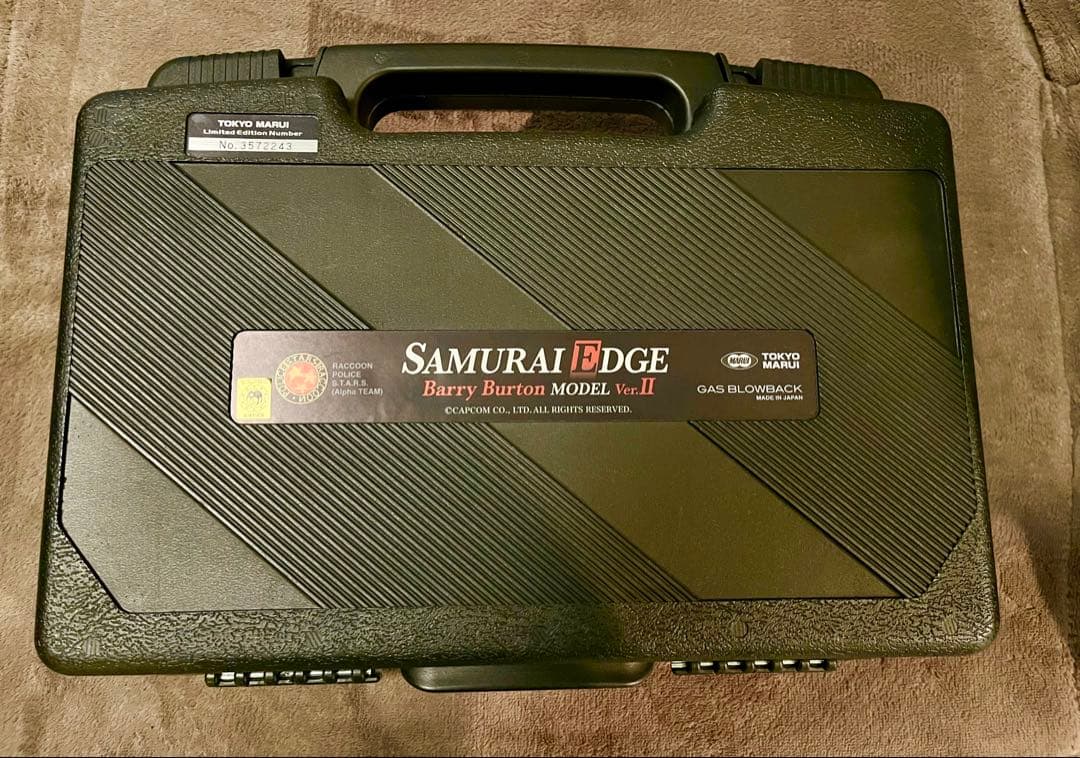 TOKYO MARUI
Limited Edition Number
No. 3572243
RACCOON
POLICE
S.T.A.R.S.
(Alpha TEAM)
SAMURAI EDGE
Barry Burton MODEL Ver.II
©CAPCOM CO., LTD. ALL RIGHTS RESERVED.
MARUI
TOKYO
MARUI
GAS BLOWBACK
MADE IN JAPAN